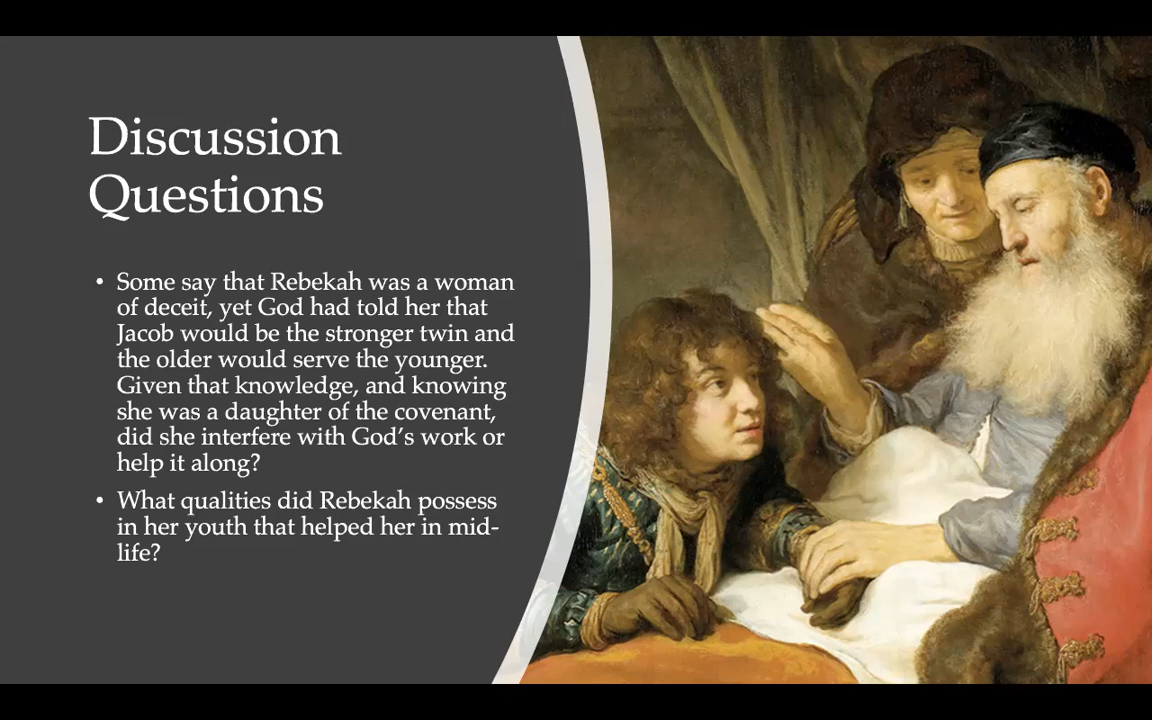 Discussion
Questions
• Some say that Rebekah was a woman
of deceit, yet God had told her that
Jacob would be the stronger twin and
the older would serve the younger.
Given that knowledge, and knowing
she was a daughter of the covenant,
did she interfere with God’s work or
help it along?
• What qualities did Rebekah possess
in her youth that helped her in mid-
life?